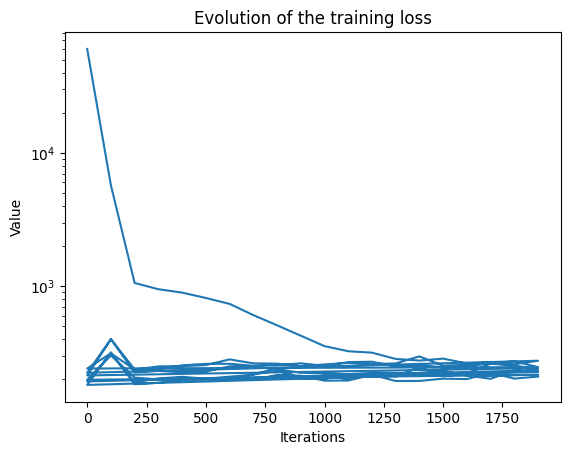 Evolution of the training loss
Value
10^4
10^3
0 250 500 750 1000 1250 1500 1750
Iterations